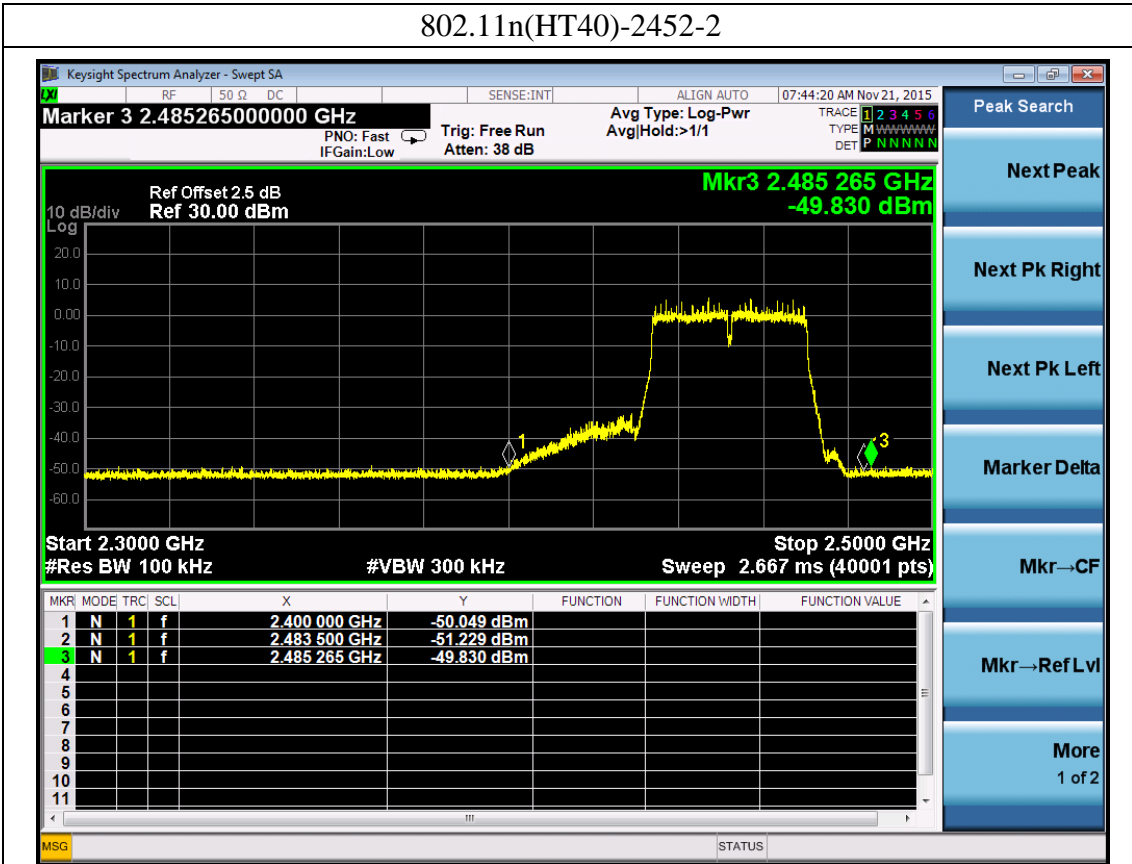 802.11n(HT40)-2452-2
Keysight Spectrum Analyzer - Swept SA
LXI RF 50 Ω DC SENSE:INT ALIGN AUTO 07:44:20 AM Nov 21, 2015
Marker 3 2.485265000000 GHz
PNO: Fast
IFGain:Low
Trig: Free Run
Atten: 38 dB
Avg Type: Log-Pwr
Avg|Hold:>1/1
TRACE 1 2 3 4 5 6
TYPE M WWWWW
DET P N N N N N
Peak Search
Next Peak
Next Pk Right
Next Pk Left
Marker Delta
Mkr→CF
Mkr→Ref Lvl
More
1 of 2
Mkr3 2.485 265 GHz
-49.830 dBm
Ref Offset 2.5 dB
10 dB/div Ref 30.00 dBm
Log
20.0
10.0
0.00
-10.0
-20.0
-30.0
-40.0
-50.0
-60.0
1
3
Start 2.3000 GHz Stop 2.5000 GHz
#Res BW 100 kHz #VBW 300 kHz Sweep 2.667 ms (40001 pts)
MKR MODE TRC SCL X Y FUNCTION FUNCTION WIDTH FUNCTION VALUE
1 N 1 f 2.400 000 GHz -50.049 dBm
2 N 1 f 2.483 500 GHz -51.229 dBm
3 N 1 f 2.485 265 GHz -49.830 dBm
4
5
6
7
8
9
10
11
MSG STATUS